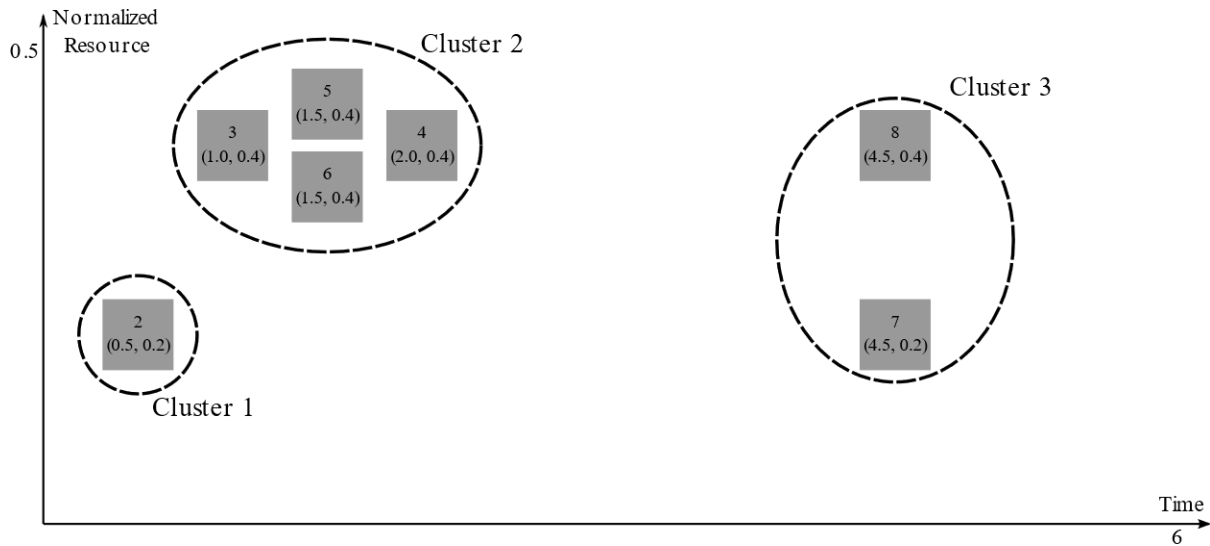 Normalized
Resource
0.5
Cluster 2
Cluster 3
5
(1.5, 0.4)
3
(1.0, 0.4)
4
(2.0, 0.4)
6
(1.5, 0.4)
8
(4.5, 0.4)
2
(0.5, 0.2)
7
(4.5, 0.2)
Cluster 1
Time
6